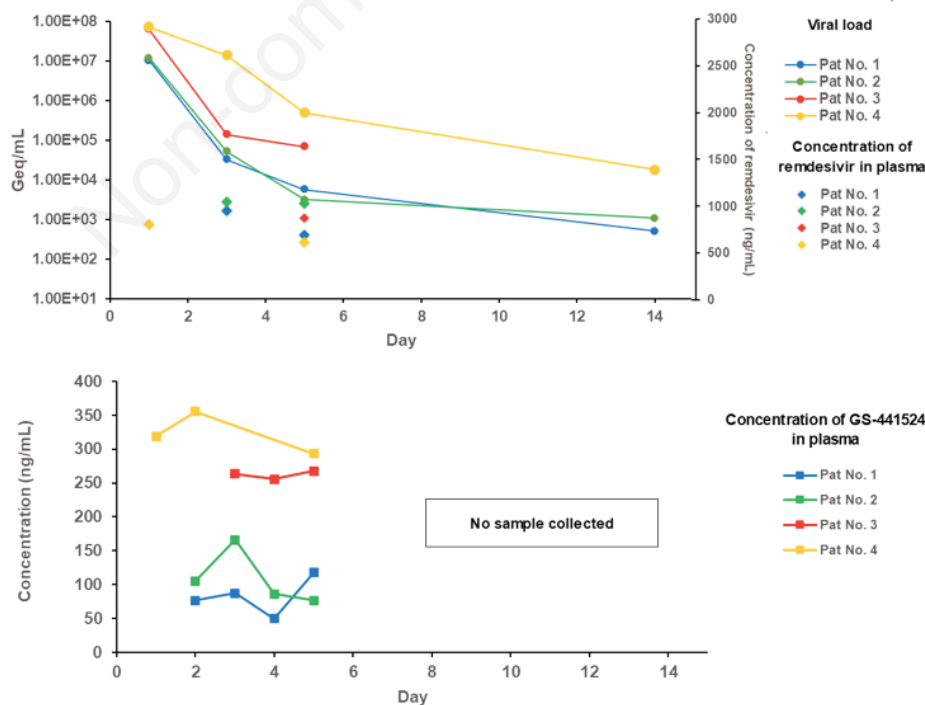 Non-com
1.00E+08
1.00E+07
1.00E+06
1.00E+05
1.00E+04
1.00E+03
1.00E+02
1.00E+01
Geq/mL
0 2 4 6 8 10 12 14
Day
3000
2500
2000
1500
1000
500
0
Concentration of remdesivir (ng/mL)
Viral load
Pat No. 1
Pat No. 2
Pat No. 3
Pat No. 4
Concentration of
remdesivir in plasma
Pat No. 1
Pat No. 2
Pat No. 3
Pat No. 4
400
350
300
250
200
150
100
50
0
Concentration (ng/mL)
0 2 4 6 8 10 12 14
Day
No sample collected
Concentration of GS-441524
in plasma
Pat No. 1
Pat No. 2
Pat No. 3
Pat No. 4